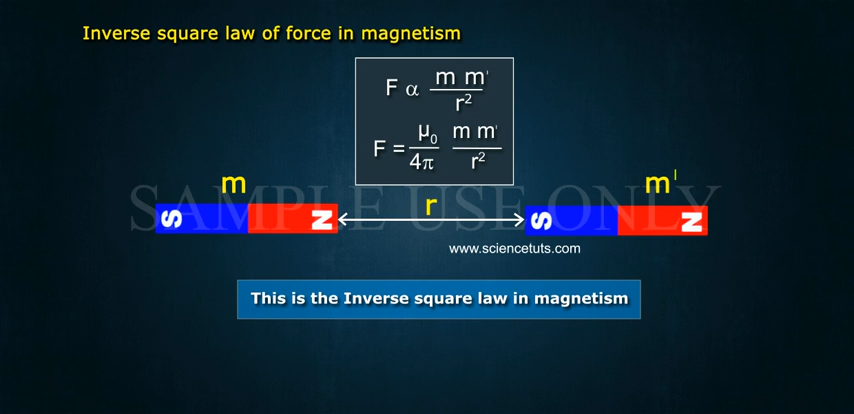 Inverse square law of force in magnetism
F α m m' / r²
F = μ₀ / 4π m m' / r²
m
m'
SAMPLE USE ONLY
S
N
r
S
N
www.sciencetuts.com
This is the Inverse square law in magnetism